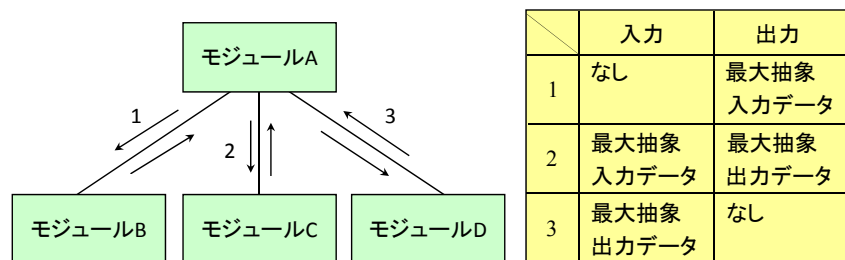 モジュールA
1
2
3
モジュールB
モジュールC
モジュールD
入力
出力
1
なし
最大抽象
入力データ
2
最大抽象
入力データ
最大抽象
出力データ
3
最大抽象
出力データ
なし